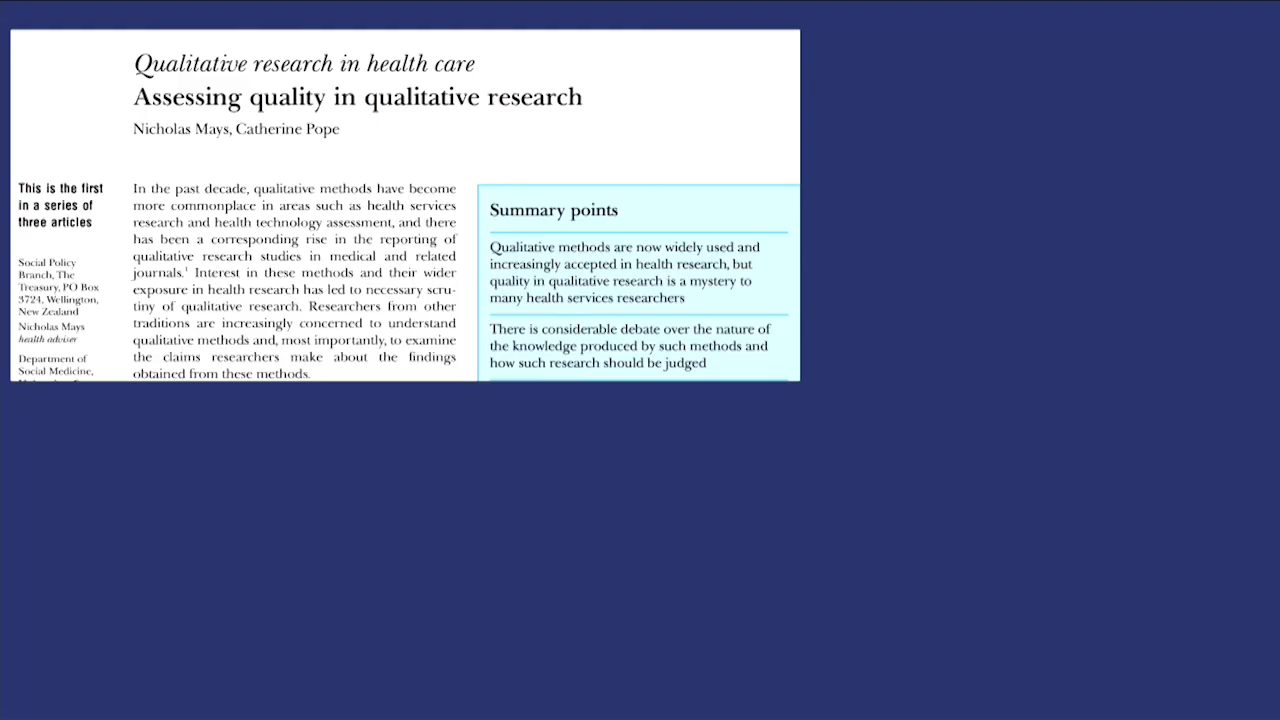 Qualitative research in health care
Assessing quality in qualitative research
Nicholas Mays, Catherine Pope
This is the first
in a series of
three articles
Social Policy
Branch, The
Treasury, PO Box
3724, Wellington,
New Zealand
Nicholas Mays
health adviser
Department of
Social Medicine,
In the past decade, qualitative methods have become
more commonplace in areas such as health services
research and health technology assessment, and there
has been a corresponding rise in the reporting of
qualitative research studies in medical and related
journals.¹ Interest in these methods and their wider
exposure in health research has led to necessary scru-
tiny of qualitative research. Researchers from other
traditions are increasingly concerned to understand
qualitative methods and, most importantly, to examine
the claims researchers make about the findings
obtained from these methods.
Summary points
Qualitative methods are now widely used and
increasingly accepted in health research, but
quality in qualitative research is a mystery to
many health services researchers
There is considerable debate over the nature of
the knowledge produced by such methods and
how such research should be judged